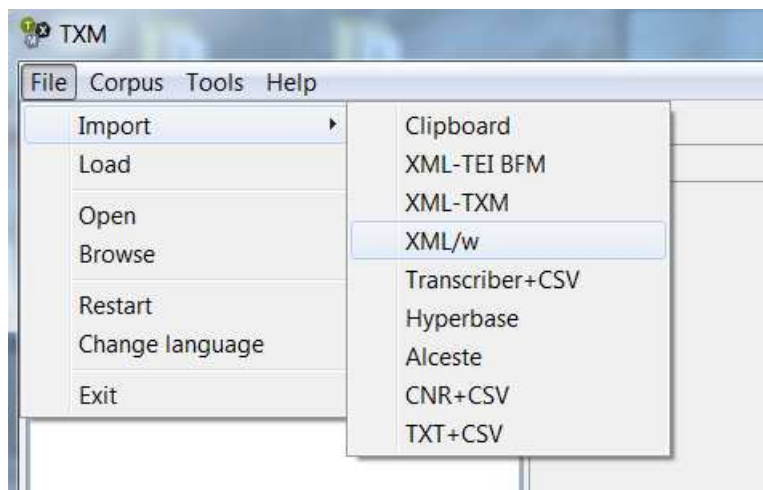 TXM
File Corpus Tools Help
Import
Load
Open
Browse
Restart
Change language
Exit
Clipboard
XML-TEI BFM
XML-TXM
XML/w
Transcriber+CSV
Hyperbase
Alceste
CNR+CSV
TXT+CSV